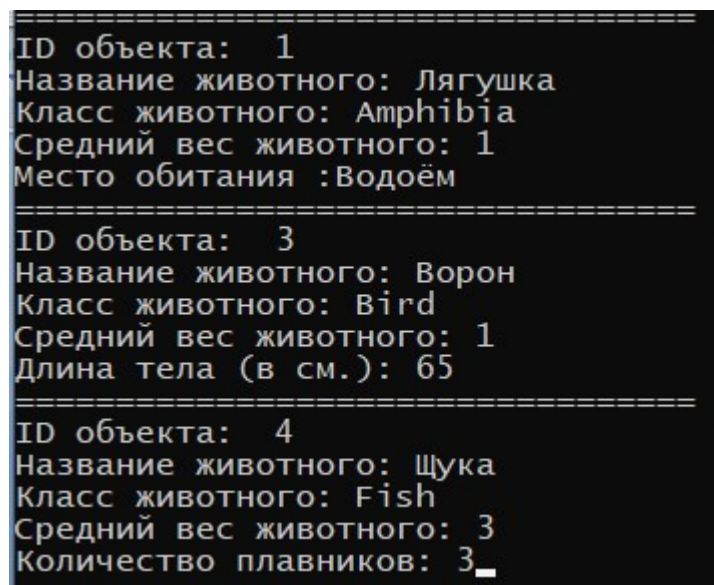 ==================================
ID объекта:  1
Название животного: Лягушка
Класс животного: Amphibia
Средний вес животного: 1
Место обитания :Водоём
==================================
ID объекта:  3
Название животного: Ворон
Класс животного: Bird
Средний вес животного: 1
Длина тела (в см.): 65
==================================
ID объекта:  4
Название животного: Щука
Класс животного: Fish
Средний вес животного: 3
Количество плавников: 3